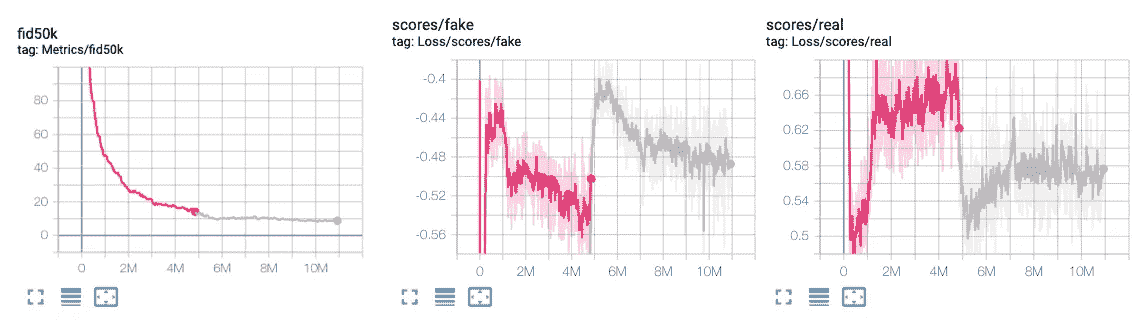 fid50k
tag: Metrics/fid50k
80
60
40
20
0
0 2M 4M 6M 8M 10M
scores/fake
tag: Loss/scores/fake
-0.4
-0.44
-0.48
-0.52
-0.56
0 2M 4M 6M 8M 10M
scores/real
tag: Loss/scores/real
0.66
0.62
0.58
0.54
0.5
0 2M 4M 6M 8M 10M